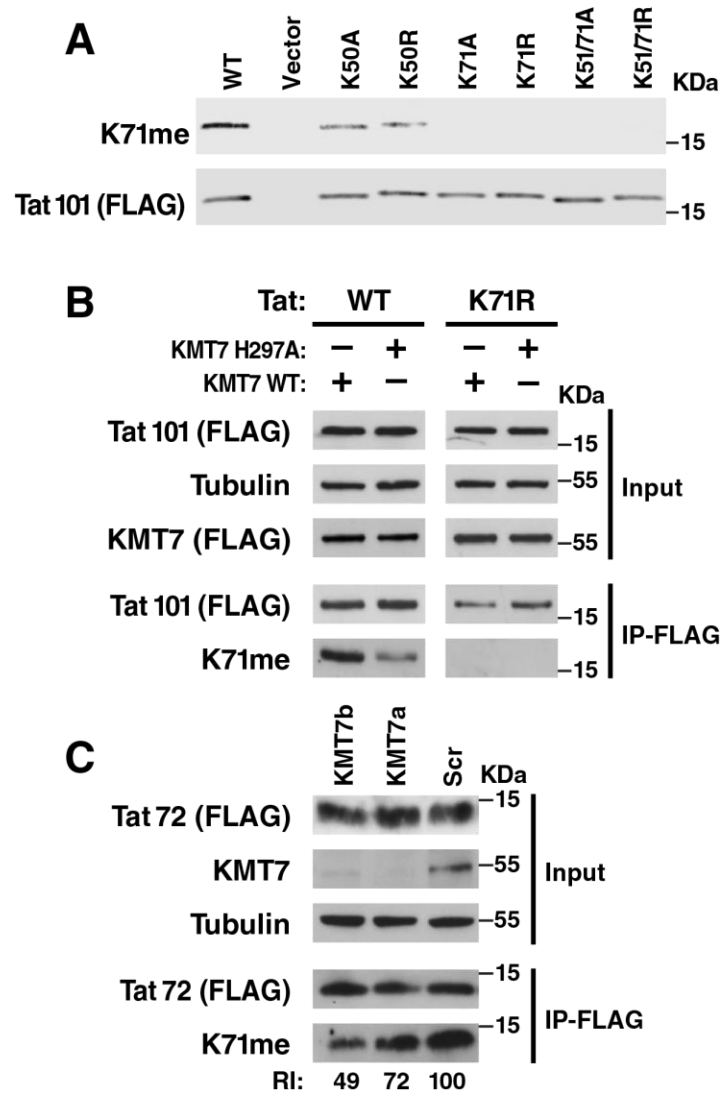 A
WT Vector K50A K50R K71A K71R K51/71A K51/71R KDa
K71me
–15
Tat 101 (FLAG)
–15
B
Tat: WT K71R
KMT7 H297A: – + – +
KMT7 WT: + – + –
KDa
Tat 101 (FLAG) –15
Tubulin –55
Input
KMT7 (FLAG) –55
Tat 101 (FLAG) –15
IP-FLAG
K71me –15
C
KMT7b KMT7a Scr KDa
Tat 72 (FLAG) –15
KMT7 –55
Input
Tubulin –55
Tat 72 (FLAG) –15
IP-FLAG
K71me –15
RI: 49 72 100